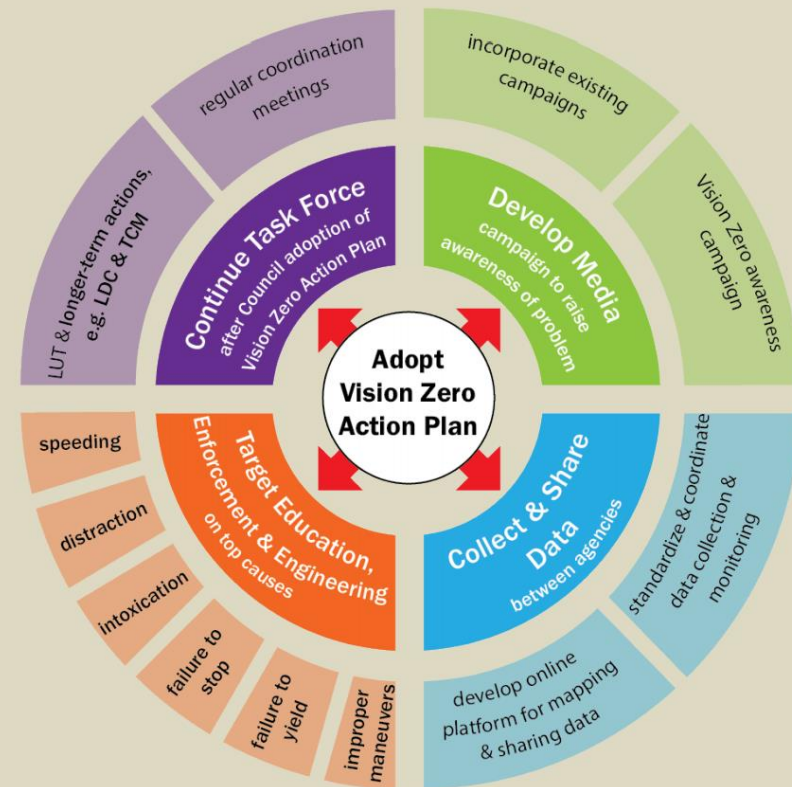 Adopt
Vision Zero
Action Plan
Continue Task Force
after Council adoption of
Vision Zero Action Plan
LUT & longer-term actions,
e.g. LDC & TCM
regular coordination
meetings
Develop Media
campaign to raise
awareness of problem
incorporate existing
campaigns
Vision Zero awareness
campaign
Collect & Share
Data
between agencies
standardize & coordinate
data collection &
monitoring
develop online
platform for mapping
& sharing data
Target Education,
Enforcement & Engineering
on top causes
speeding
distraction
intoxication
failure to
stop
failure to
yield
improper
maneuvers